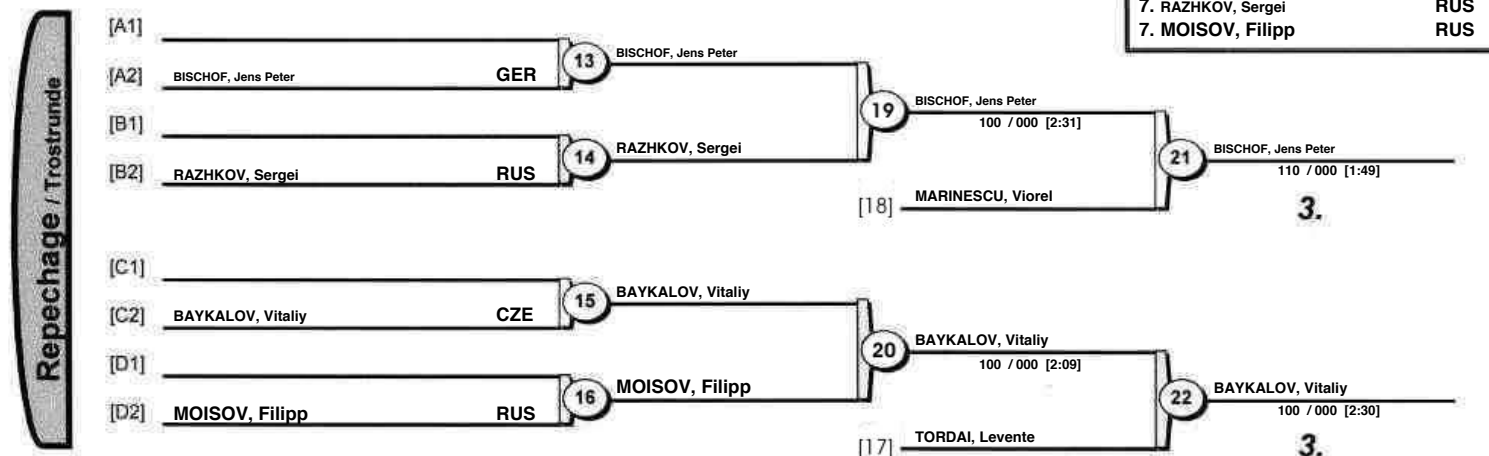 7. RAZHKOV, Sergei RUS
7. MOISOV, Filipp RUS
Repechage / Trostrunde
[A1]
[A2] BISCHOF, Jens Peter GER
13 BISCHOF, Jens Peter
[B1]
[B2] RAZHKOV, Sergei RUS
14 RAZHKOV, Sergei
19 BISCHOF, Jens Peter
100 / 000 [2:31]
[18] MARINESCU, Viorel
21 BISCHOF, Jens Peter
110 / 000 [1:49]
3.
[C1]
[C2] BAYKALOV, Vitaliy CZE
15 BAYKALOV, Vitaliy
[D1]
[D2] MOISOV, Filipp RUS
16 MOISOV, Filipp
20 BAYKALOV, Vitaliy
100 / 000 [2:09]
[17] TORDAI, Levente
22 BAYKALOV, Vitaliy
100 / 000 [2:30]
3.